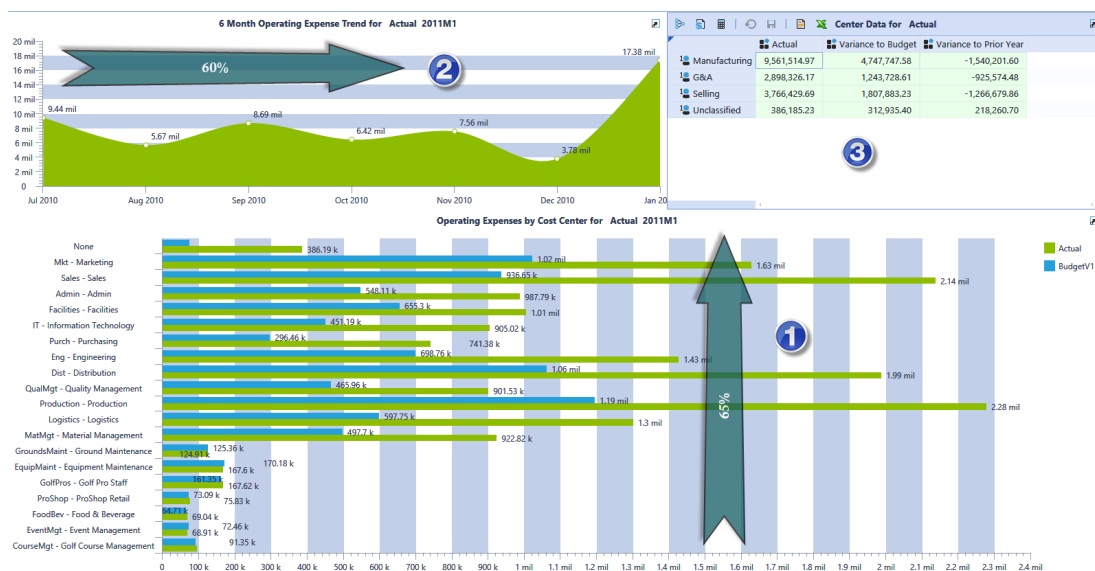 6 Month Operating Expense Trend for Actual 2011M1
20 mil
18 mil
16 mil
14 mil
12 mil
10 mil
8 mil
6 mil
4 mil
2 mil
0
60%
2
9.44 mil
5.67 mil
8.69 mil
6.42 mil
7.56 mil
3.78 mil
17.38 mil
Jul 2010 Aug 2010 Sep 2010 Oct 2010 Nov 2010 Dec 2010 Jan 20
Center Data for Actual
Actual Variance to Budget Variance to Prior Year
Manufacturing 9,561,514.97 4,747,747.58 -1,540,201.60
G&A 2,898,326.17 1,243,728.61 -925,574.48
Selling 3,766,429.69 1,807,883.23 -1,266,679.86
Unclassified 386,185.23 312,935.40 218,260.70
3
Operating Expenses by Cost Center for Actual 2011M1
None 386.19 k
Mkt - Marketing 1.02 mil 1.63 mil
Sales - Sales 936.65 k 2.14 mil
Admin - Admin 548.11 k 987.79 k
Facilities - Facilities 655.3 k 1.01 mil
IT - Information Technology 451.19 k 905.02 k
Purch - Purchasing 296.46 k 741.38 k
Eng - Engineering 698.76 k 1.43 mil
Dist - Distribution 1.06 mil 1.99 mil
QualMgt - Quality Management 465.96 k 901.53 k
Production - Production 1.19 mil 2.28 mil
Logistics - Logistics 597.75 k 1.3 mil
MatMgt - Material Management 497.7 k 922.82 k
GroundsMaint - Ground Maintenance 125.36 k 124.91 k
EquipMaint - Equipment Maintenance 170.18 k 167.6 k
GolfPros - Golf Pro Staff 161.35 k 167.62 k
ProShop - ProShop Retail 73.09 k 75.83 k
FoodBev - Food & Beverage 64.71 k 69.04 k
EventMgt - Event Management 72.46 k 68.91 k
CourseMgt - Golf Course Management 91.35 k
0 100 k 200 k 300 k 400 k 500 k 600 k 700 k 800 k 900 k 1 mil 1.1 mil 1.2 mil 1.3 mil 1.4 mil 1.5 mil 1.6 mil 1.7 mil 1.8 mil 1.9 mil 2 mil 2.1 mil 2.2 mil 2.3 mil 2.4 mil
65%
1
Actual
BudgetV1